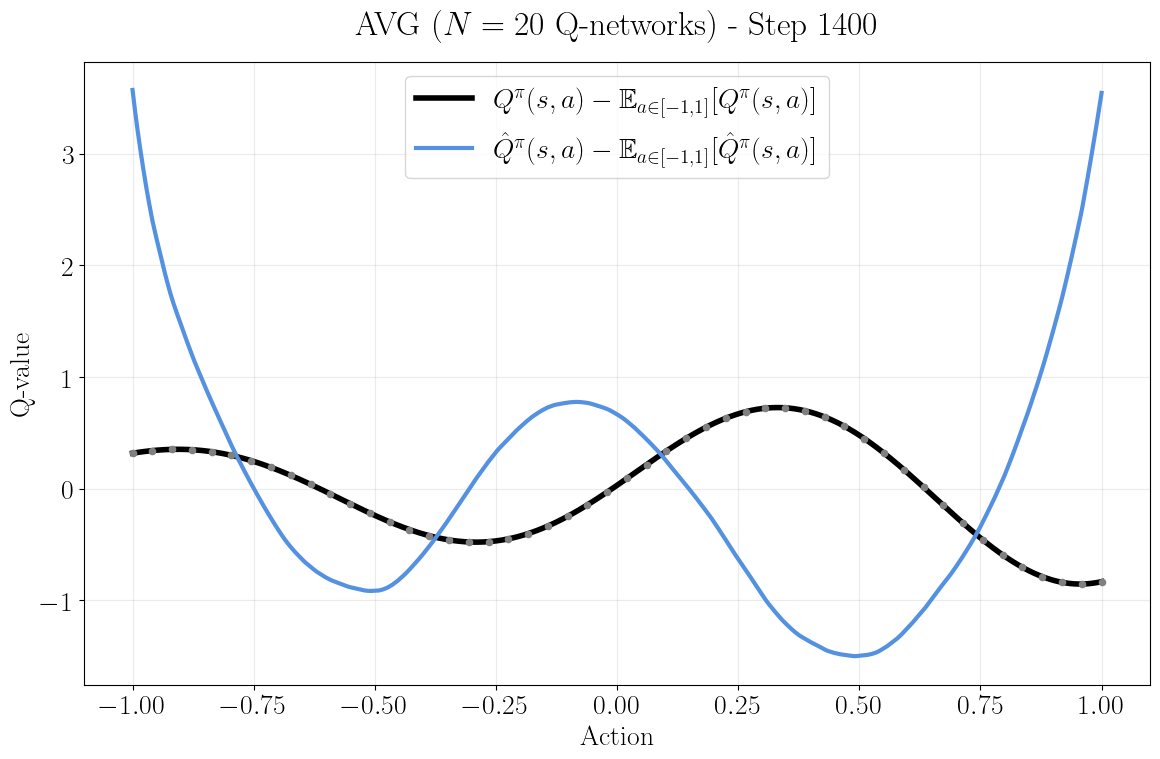 AVG (N = 20 Q-networks) - Step 1400
Q^π(s, a) − 𝔼_{a∈[−1,1]}[Q^π(s, a)]
Q̂^π(s, a) − 𝔼_{a∈[−1,1]}[Q̂^π(s, a)]
3
2
1
0
−1
Q-value
−1.00 −0.75 −0.50 −0.25 0.00 0.25 0.50 0.75 1.00
Action